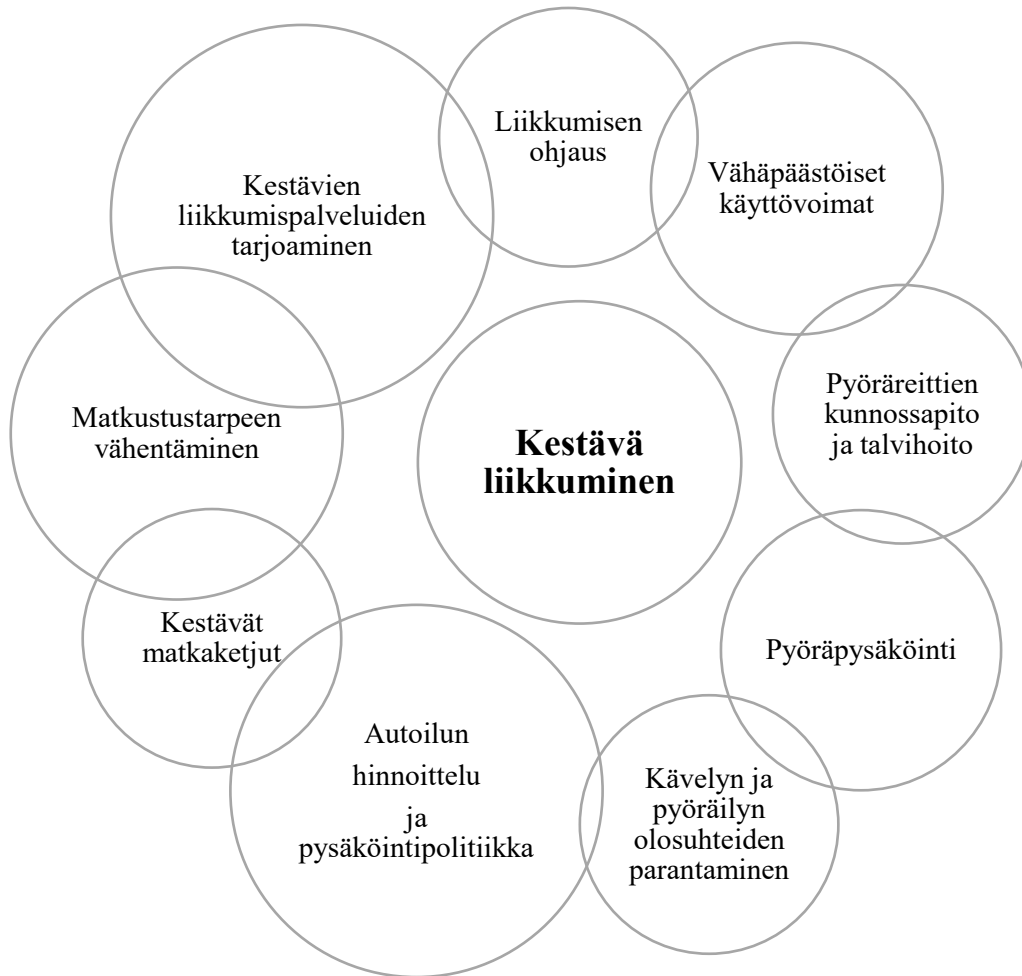 Liikkumisen
ohjaus
Vähäpäästöiset
käyttövoimat
Kestävien
liikkumispalveluiden
tarjoaminen
Pyöräreittien
kunnossapito
ja talvihoito
Matkustustarpeen
vähentäminen
Kestävä
liikkuminen
Kestävät
matkaketjut
Pyöräpysäköinti
Autoilun
hinnoittelu
ja
pysäköintipolitiikka
Kävelyn ja
pyöräilyn
olosuhteiden
parantaminen